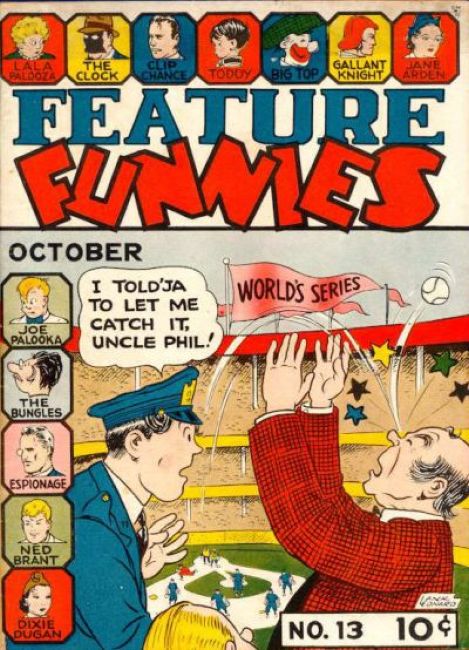 LALA
PALOOZA
THE
CLOCK
CLIP
CHANCE
TODDY
BIG TOP
GALLANT
KNIGHT
JANE
ARDEN
FEATURE
FUNNIES
OCTOBER
JOE
PALOOKA
THE
BUNGLES
ESPIONAGE
NED
BRANT
DIXIE
DUGAN
I TOLD'JA
TO LET ME
CATCH IT,
UNCLE PHIL!
WORLD'S SERIES
NO. 13
10¢